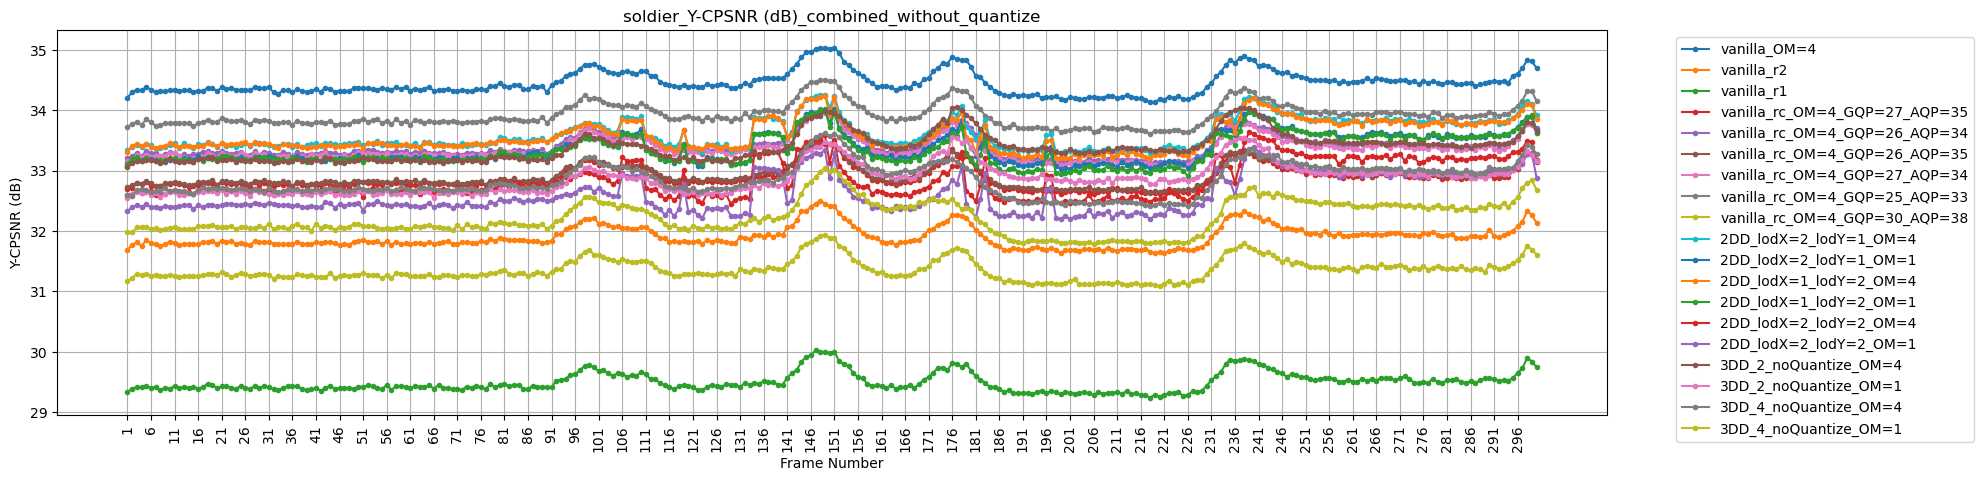 soldier_Y-CPSNR (dB)_combined_without_quantize
Y-CPSNR (dB)
35
34
33
32
31
30
29
1 6 11 16 21 26 31 36 41 46 51 56 61 66 71 76 81 86 91 96 101 106 111 116 121 126 131 136 141 146 151 156 161 166 171 176 181 186 191 196 201 206 211 216 221 226 231 236 241 246 251 256 261 266 271 276 281 286 291 296
Frame Number
vanilla_OM=4
vanilla_r2
vanilla_r1
vanilla_rc_OM=4_GQP=27_AQP=35
vanilla_rc_OM=4_GQP=26_AQP=34
vanilla_rc_OM=4_GQP=26_AQP=35
vanilla_rc_OM=4_GQP=27_AQP=34
vanilla_rc_OM=4_GQP=25_AQP=33
vanilla_rc_OM=4_GQP=30_AQP=38
2DD_lodX=2_lodY=1_OM=4
2DD_lodX=2_lodY=1_OM=1
2DD_lodX=1_lodY=2_OM=4
2DD_lodX=1_lodY=2_OM=1
2DD_lodX=2_lodY=2_OM=4
2DD_lodX=2_lodY=2_OM=1
3DD_2_noQuantize_OM=4
3DD_2_noQuantize_OM=1
3DD_4_noQuantize_OM=4
3DD_4_noQuantize_OM=1